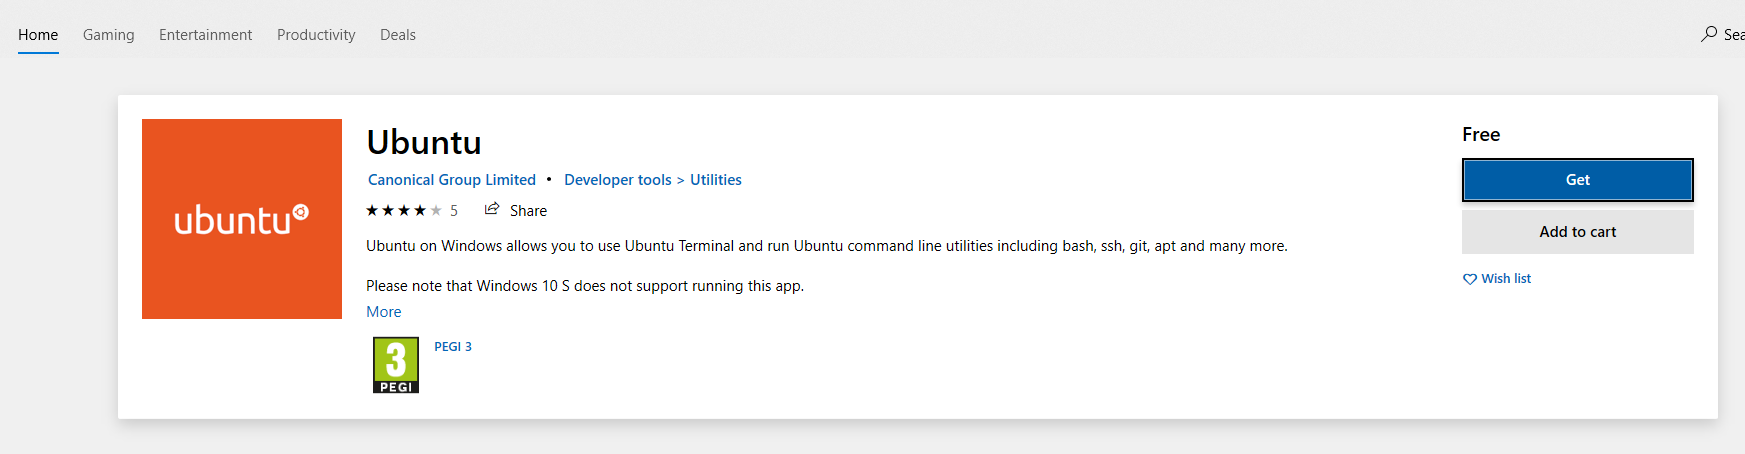 Home Gaming Entertainment Productivity Deals Sea
ubuntu
Ubuntu
Canonical Group Limited • Developer tools > Utilities
5 Share
Ubuntu on Windows allows you to use Ubuntu Terminal and run Ubuntu command line utilities including bash, ssh, git, apt and many more.
Please note that Windows 10 S does not support running this app.
More
3
PEGI
PEGI 3
Free
Get
Add to cart
Wish list